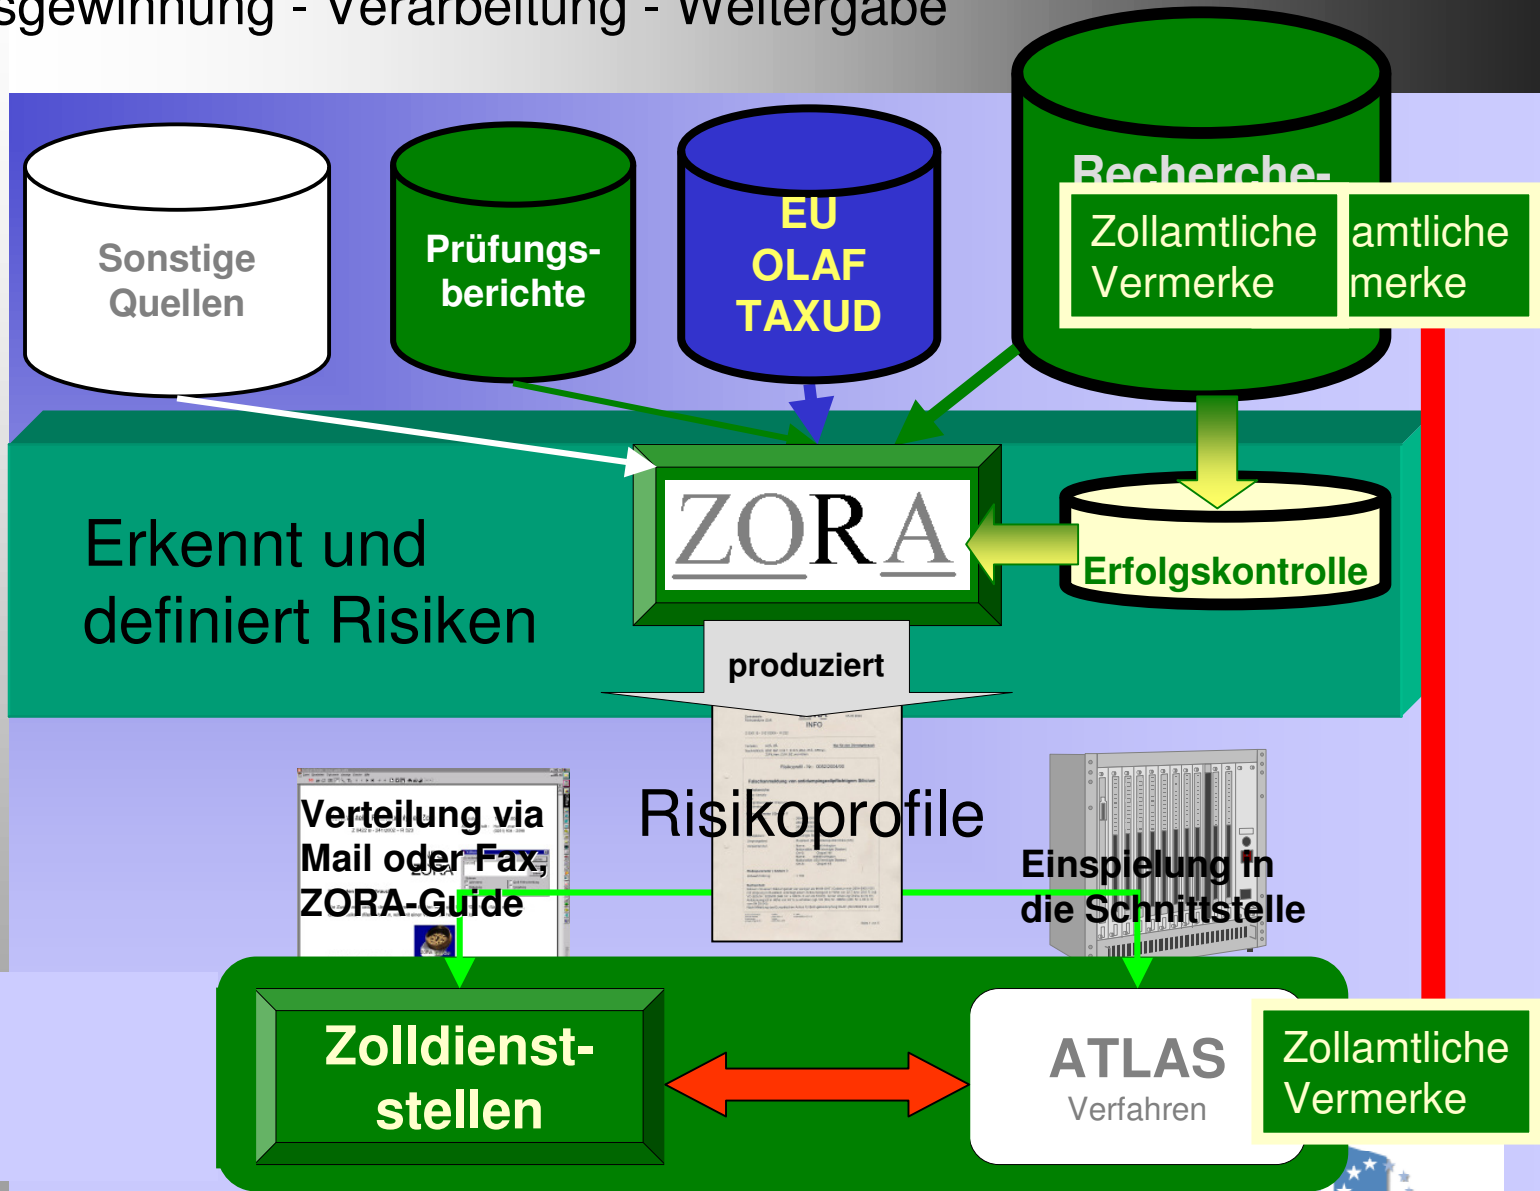 sgewinnung - Verarbeitung - Weitergabe
Sonstige
Quellen
Prüfungs-
berichte
EU
OLAF
TAXUD
Recherche-
Zollamtliche
Vermerke
amtliche
merke
Erkennt und
definiert Risiken
ZORA
Erfolgskontrolle
produziert
INFO
Risikoprofile
Verteilung via
Mail oder Fax,
ZORA-Guide
Einspielung in
die Schnittstelle
Zolldienst-
stellen
ATLAS
Verfahren
Zollamtliche
Vermerke